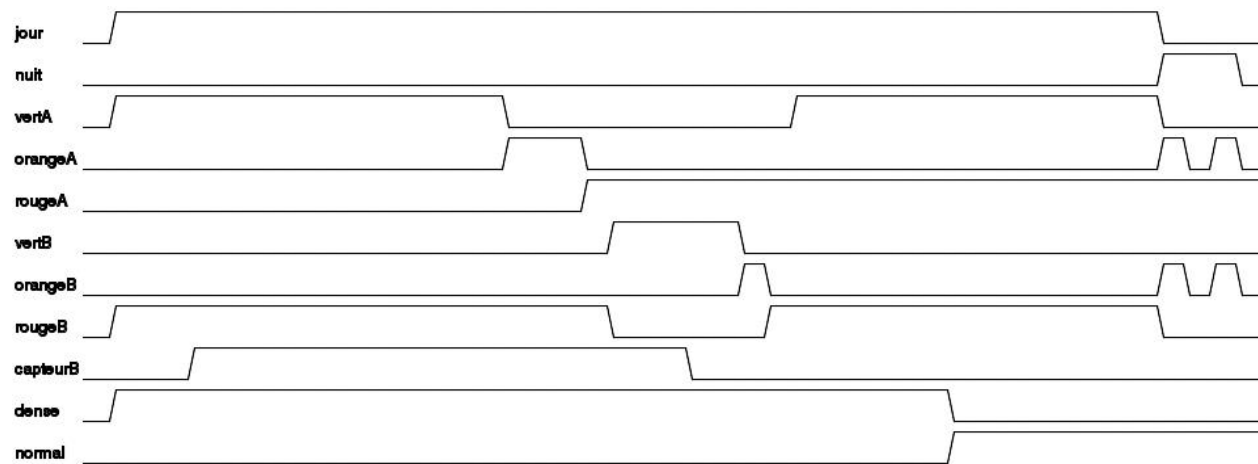 jour
nuit
vertA
orangeA
rougeA
vertB
orangeB
rougeB
capteurB
dense
normal